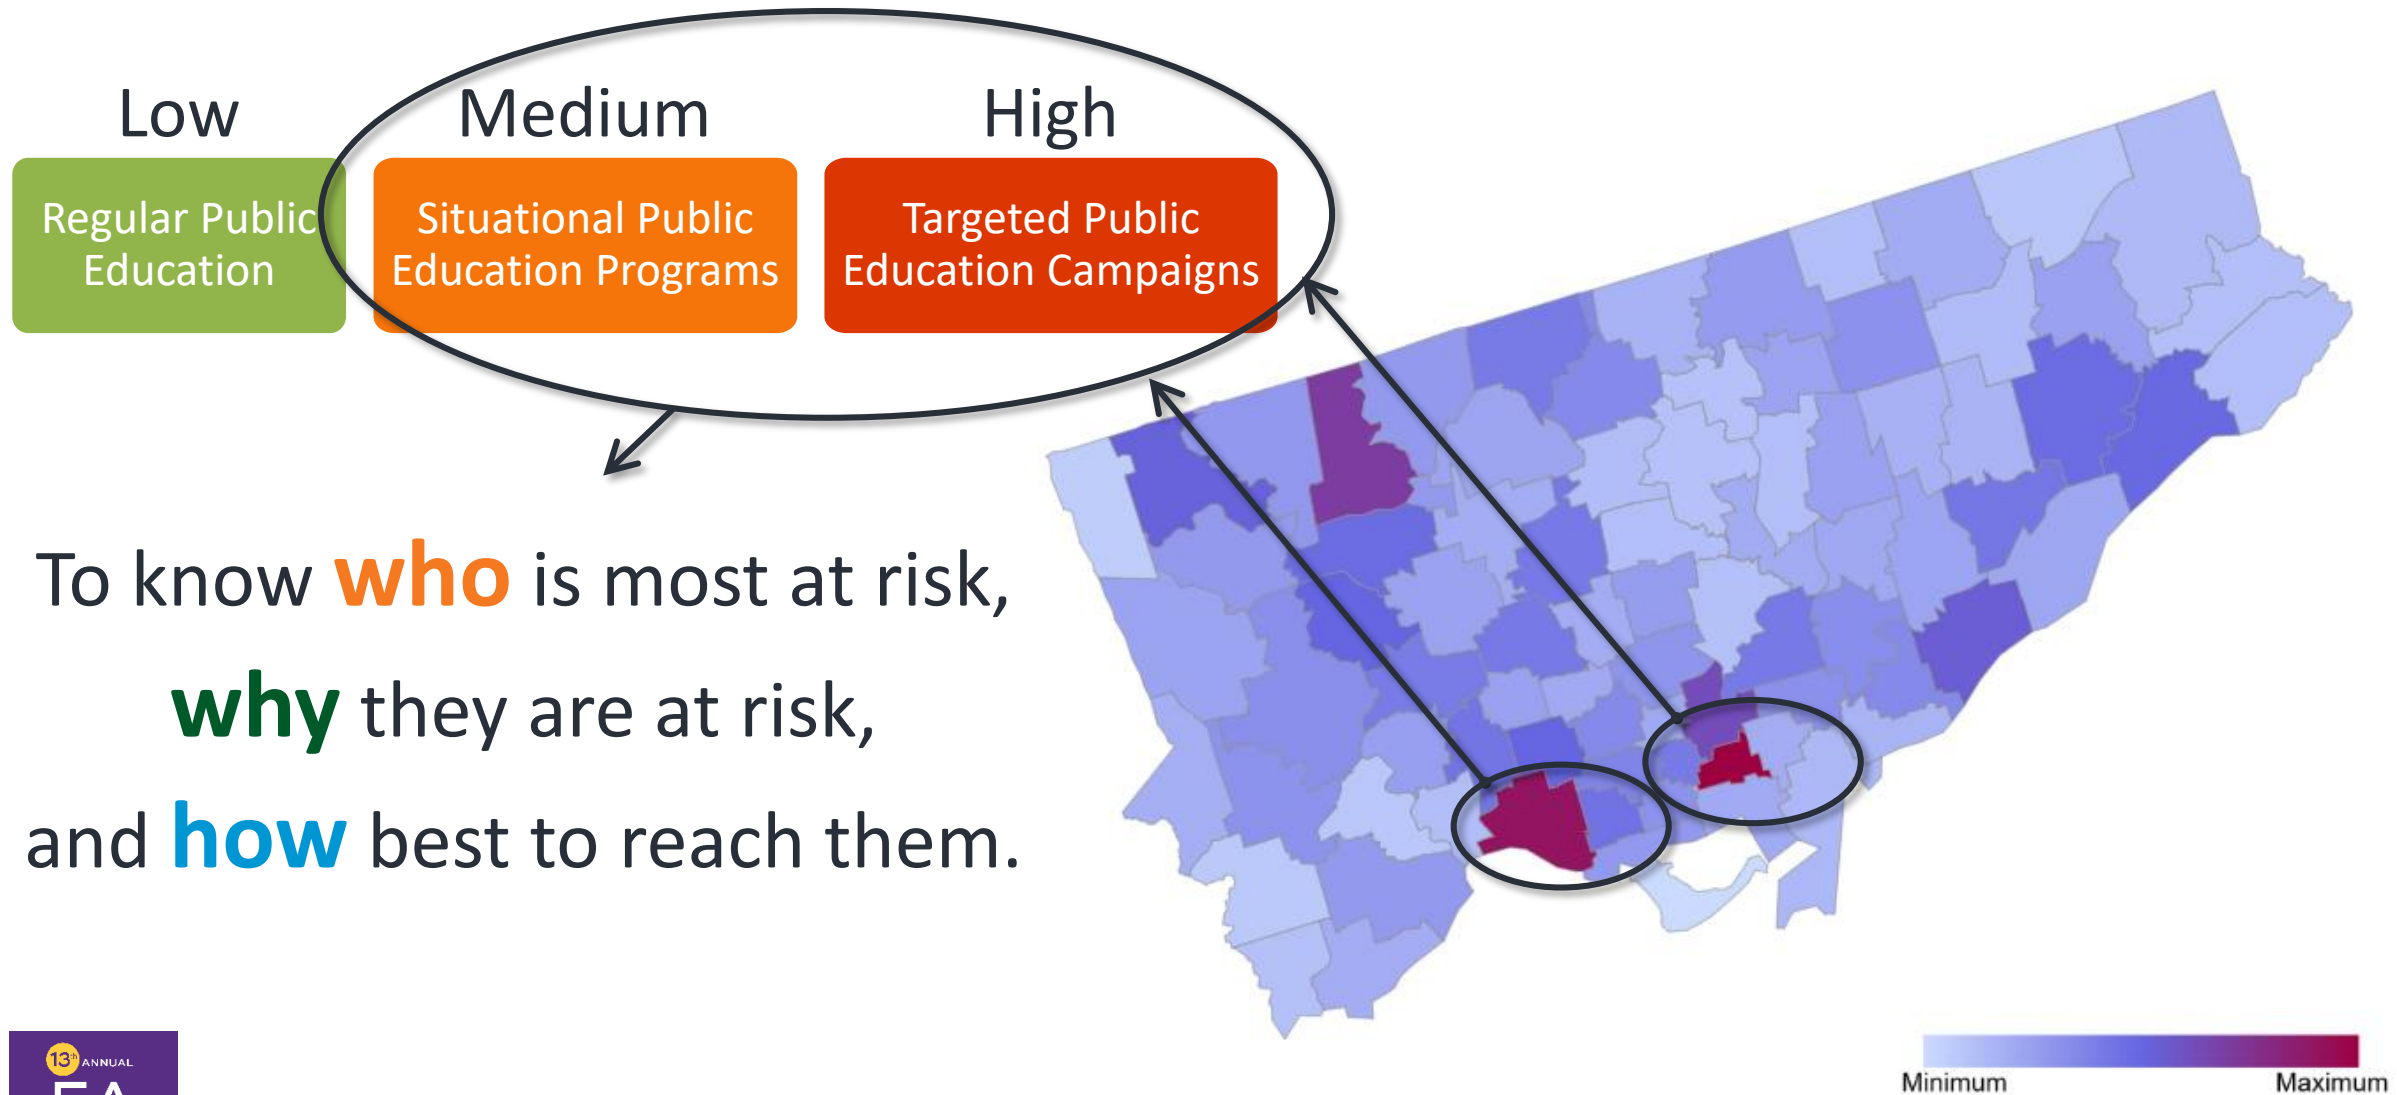 Low
Regular Public
Education
Medium
Situational Public
Education Programs
High
Targeted Public
Education Campaigns
To know who is most at risk,
why they are at risk,
and how best to reach them.
13th ANNUAL
Minimum
Maximum